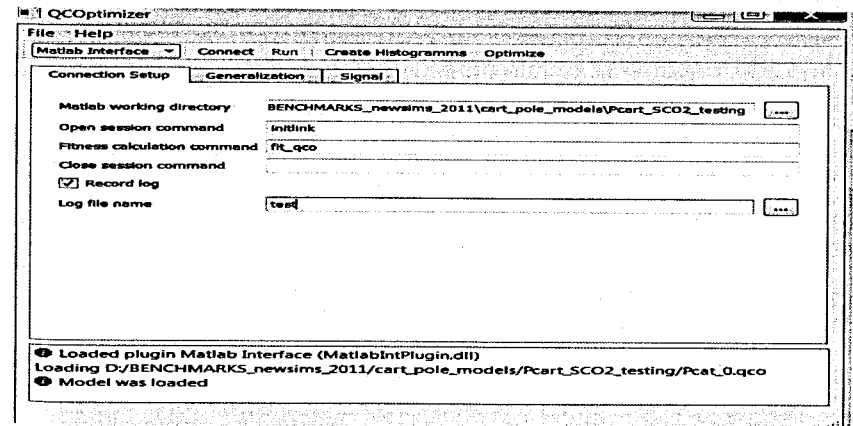 QCOptimizer
File Help
Matlab Interface Connect Run Create Histogramms Optimize
Connection Setup Generalization Signal
Matlab working directory BENCHMARKS_newsims_2011\cart_pole_models\Pcart_SCO2_testing ...
Open session command initlink
Fitness calculation command fit_qco
Close session command
Record log
Log file name test ...
Loaded plugin Matlab Interface (MatlabIntPlugin.dll)
Loading D:/BENCHMARKS_newsims_2011/cart_pole_models/Pcart_SCO2_testing/Pcat_0.qco
Model was loaded